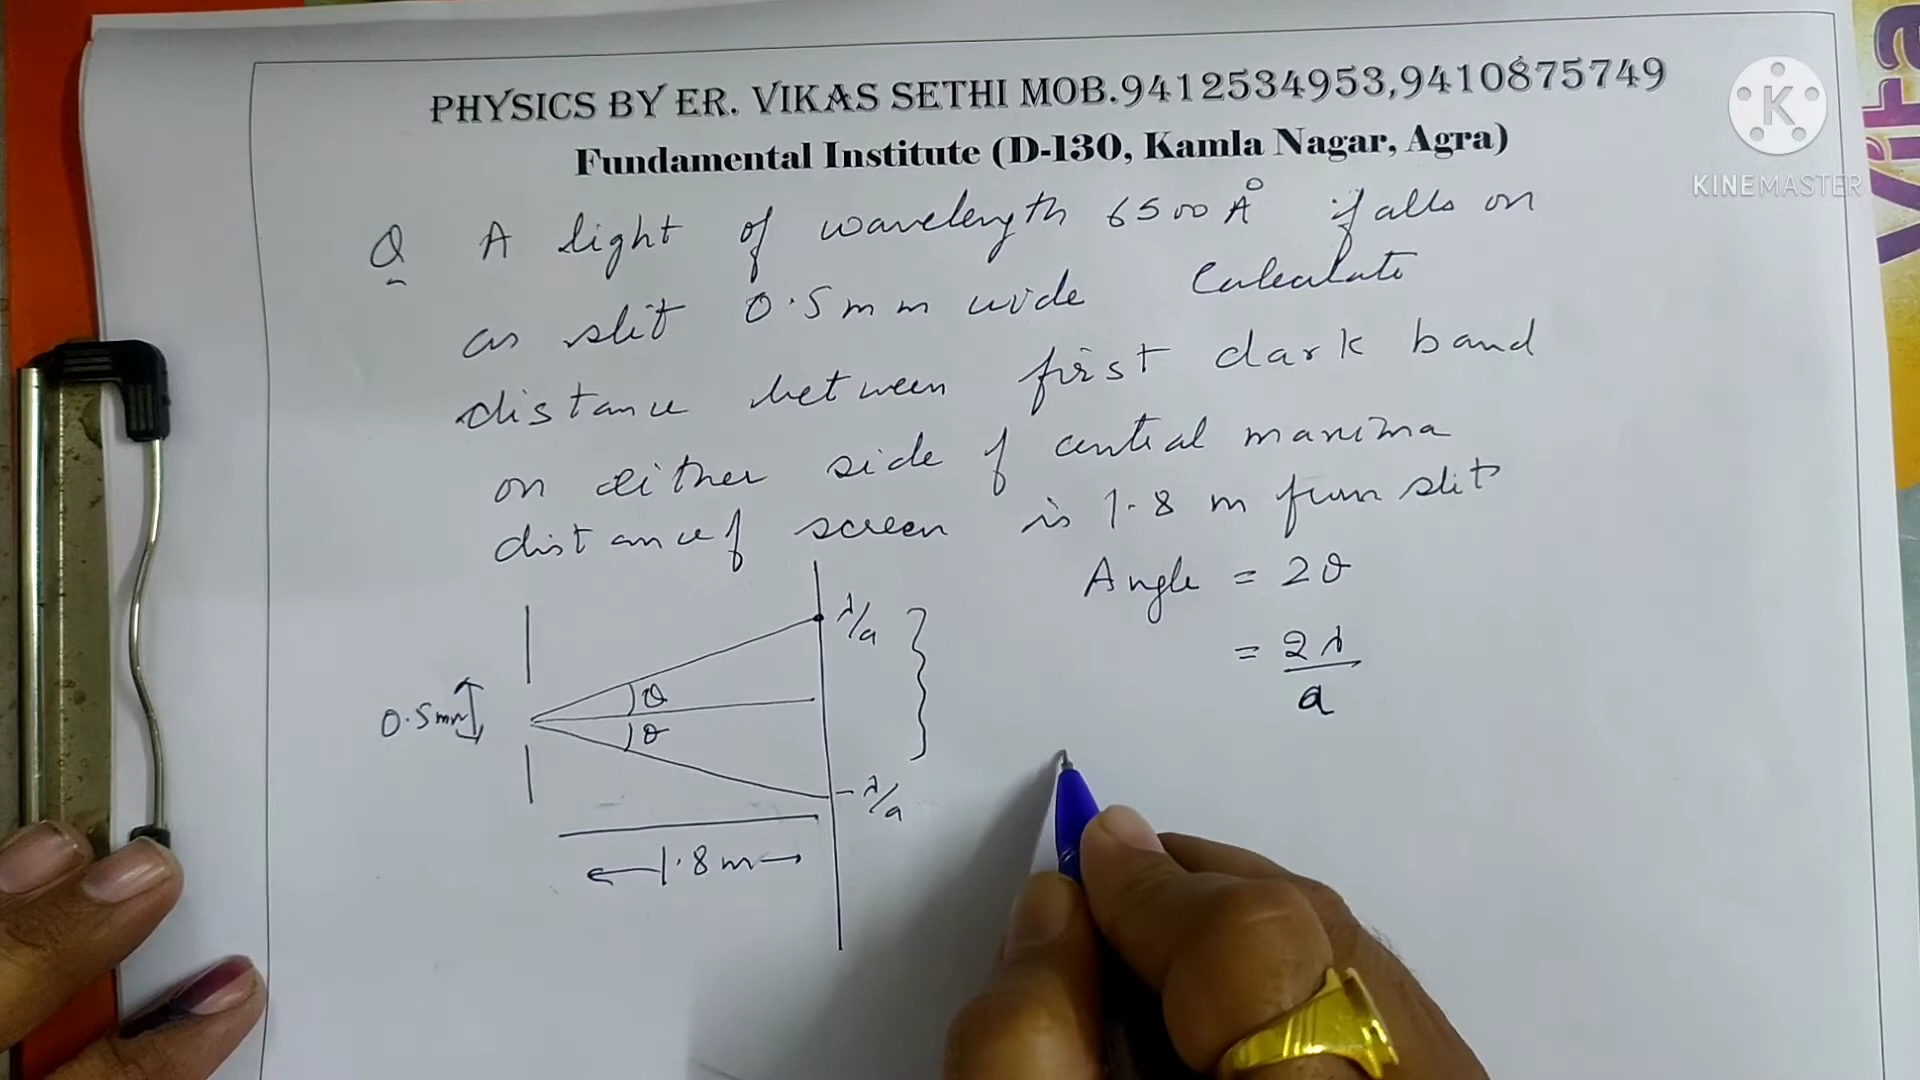 PHYSICS BY ER. VIKAS SETHI MOB.9412534953,9410875749
Fundamental Institute (D-130, Kamla Nagar, Agra)
K
KINEMASTER
Vita
Q A light of wavelength 6500 Å falls on
as slit 0.5mm wide Calculate
distance between first dark band
on either side of central maxima
distance of screen is 1.8 m from slit
Angle = 2θ
= 2λ
a
λ/a
0.5mm
θ
θ
-λ/a
1.8m